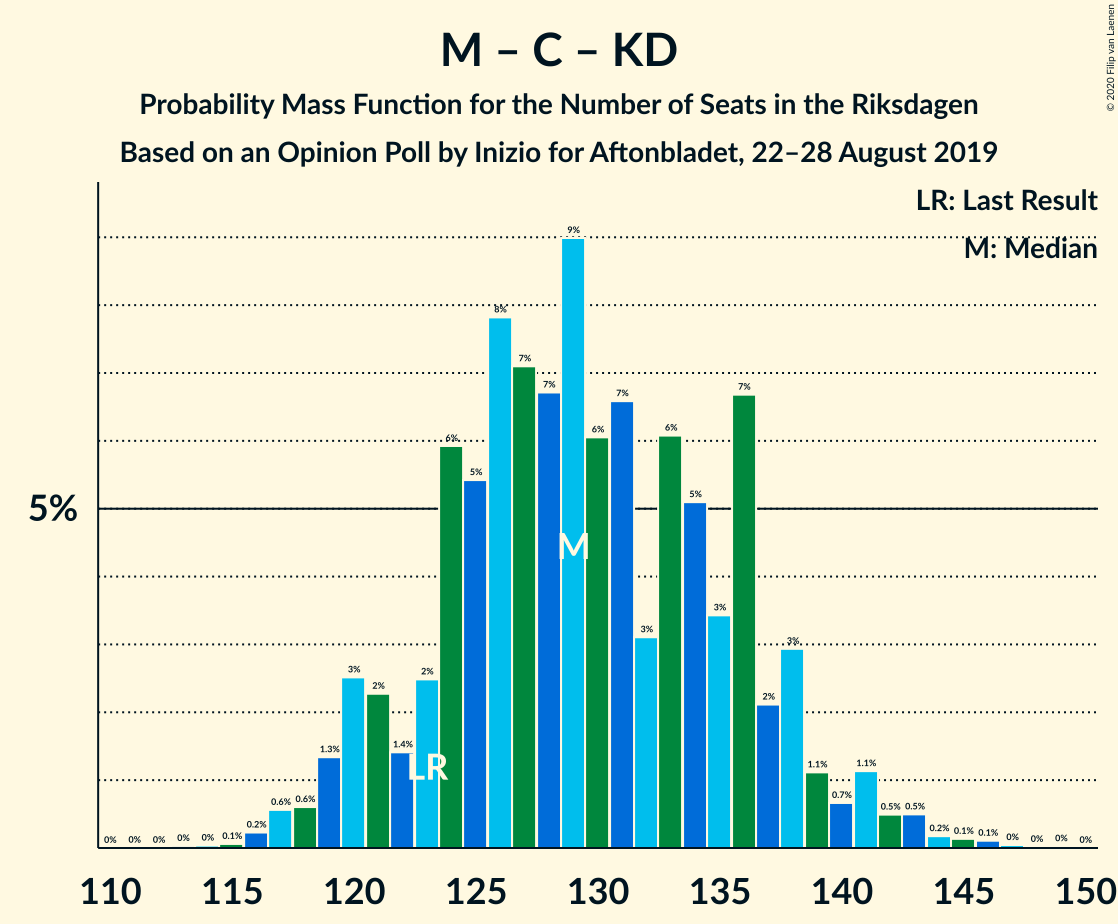 © 2020 Filip van Laenen
M – C – KD
Probability Mass Function for the Number of Seats in the Riksdagen
Based on an Opinion Poll by Inizio for Aftonbladet, 22–28 August 2019
LR: Last Result
M: Median
5%
0% 0% 0% 0% 0% 0.1% 0.2% 0.6% 0.6% 1.3% 3% 2% 1.4% 2% 6% 5% 8% 7% 7% 9% 6% 7% 3% 6% 5% 3% 7% 2% 3% 1.1% 0.7% 1.1% 0.5% 0.5% 0.2% 0.1% 0.1% 0% 0% 0% 0%
M
LR
110 115 120 125 130 135 140 145 150